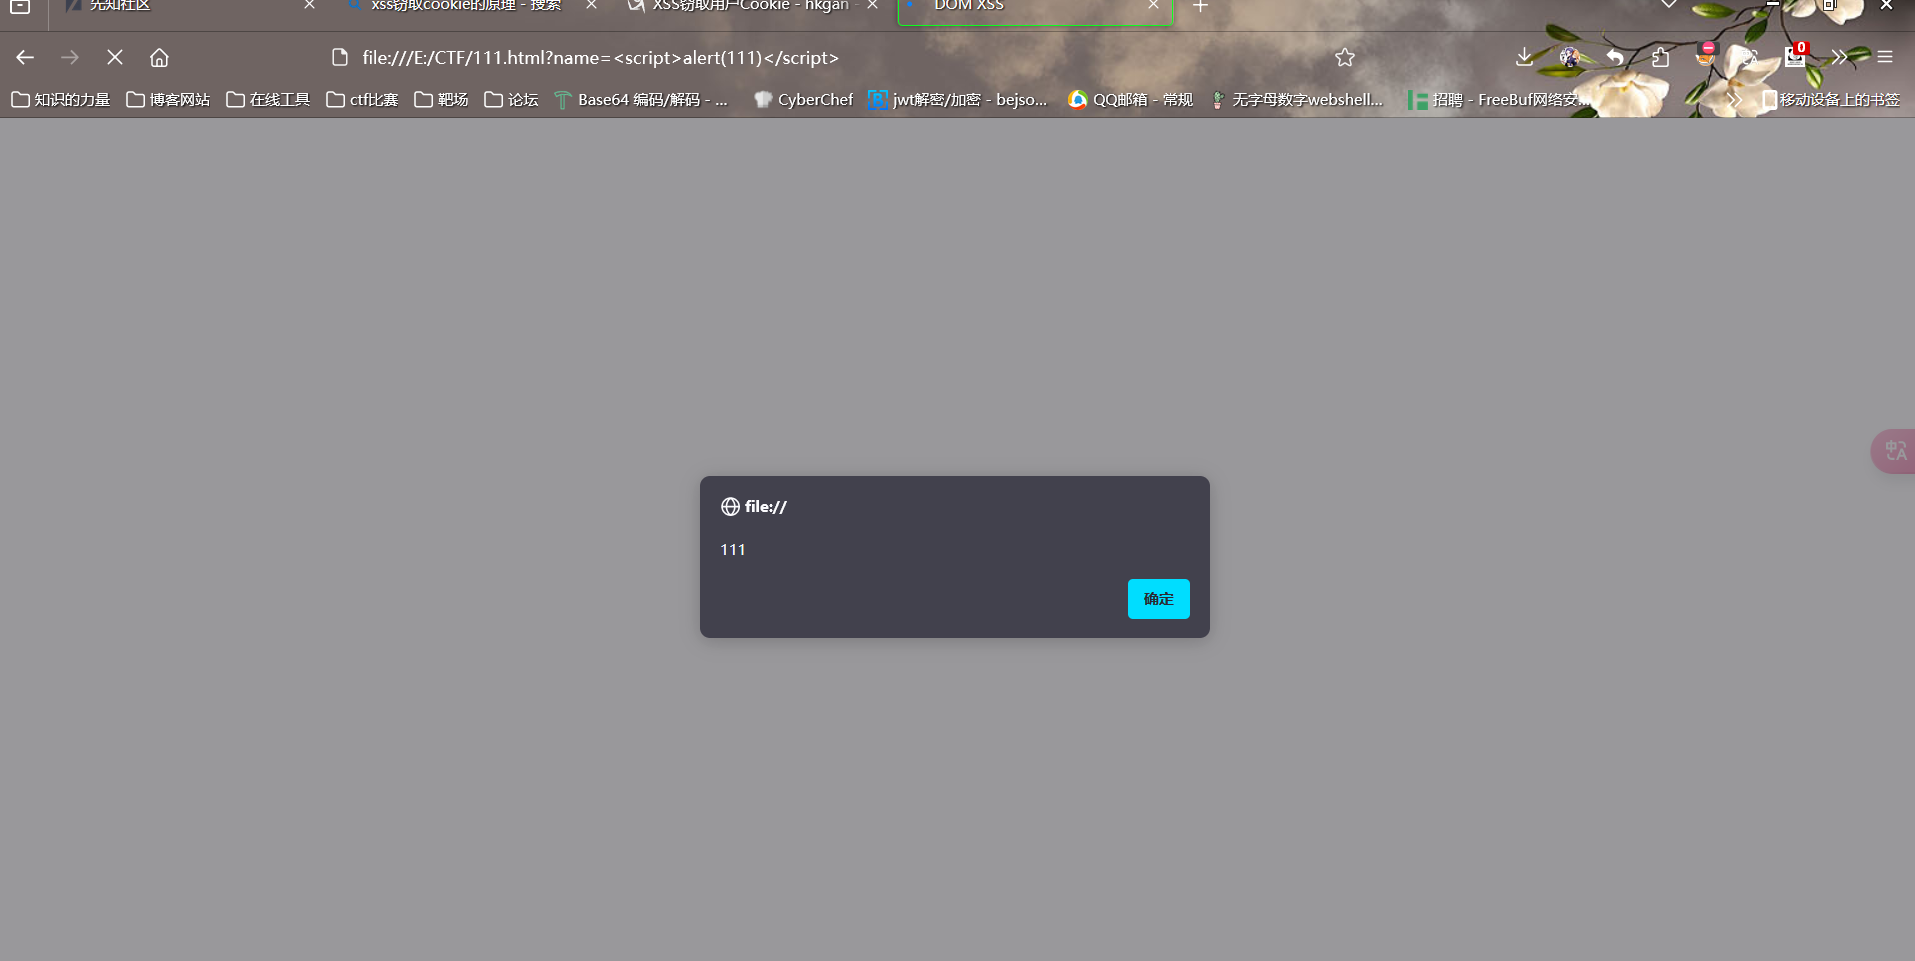 先知社区
xss窃取cookie的原理 - 搜索
XSS窃取用户Cookie - hkgan -
DOM XSS
file:///E:/CTF/111.html?name=<script>alert(111)</script>
0
知识的力量
博客网站
在线工具
ctf比赛
靶场
论坛
Base64 编码/解码 - ...
CyberChef
jwt解密/加密 - bejso...
QQ邮箱 - 常规
无字母数字webshell...
招聘 - FreeBuf网络安...
移动设备上的书签
file://
111
确定